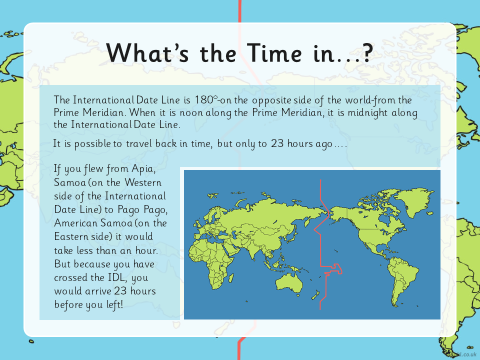 What's the Time in...?
The International Date Line is 180°-on the opposite side of the world-from the
Prime Meridian. When it is noon along the Prime Meridian, it is midnight along
the International Date Line.
It is possible to travel back in time, but only to 23 hours ago....
If you flew from Apia,
Samoa (on the Western
side of the International
Date Line) to Pago Pago,
American Samoa (on the
Eastern side) it would
take less than an hour.
But because you have
crossed the IDL, you
would arrive 23 hours
before you left!